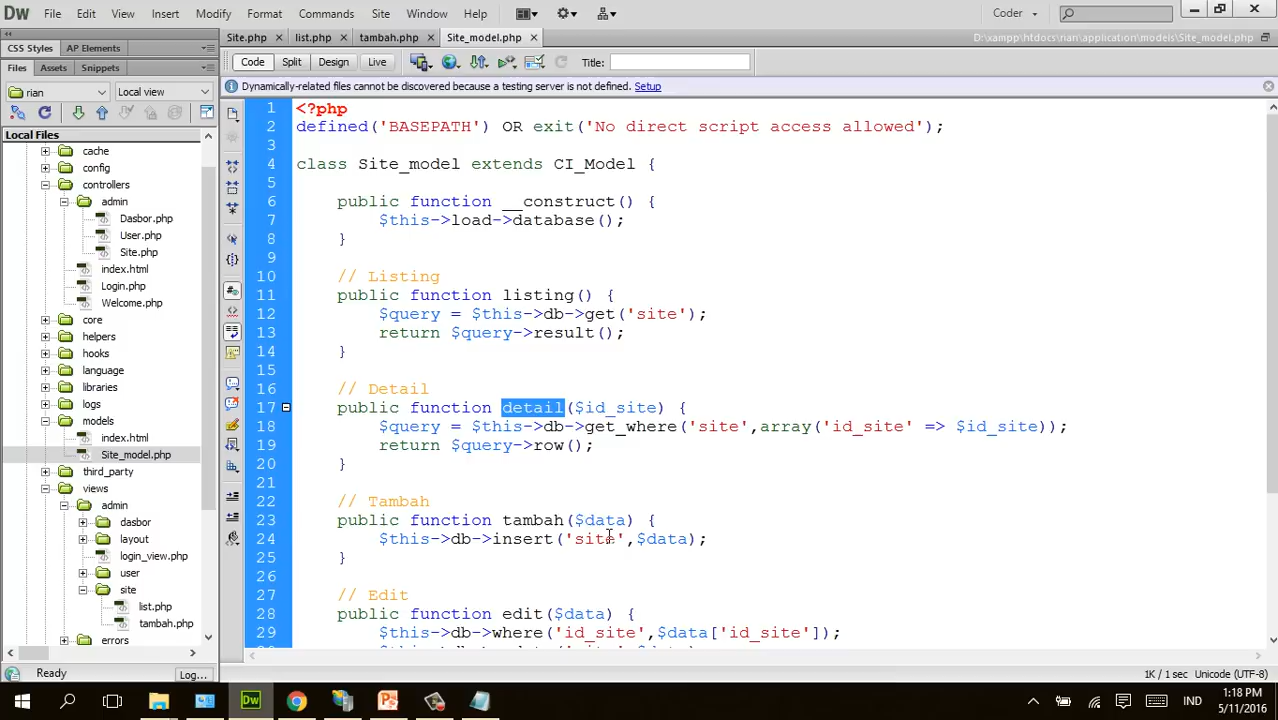 Dw File Edit View Insert Modify Format Commands Site Window Help Coder
CSS Styles AP Elements
Site.php × list.php × tambah.php × Site_model.php × D:\xampp\htdocs\rian\application\models\Site_model.php
Files Assets Snippets
Code Split Design Live Title:
rian Local view
Dynamically-related files cannot be discovered because a testing server is not defined. Setup
Local Files
cache
config
controllers
admin
Dasbor.php
User.php
Site.php
index.html
Login.php
Welcome.php
core
helpers
hooks
language
libraries
logs
models
index.html
Site_model.php
third_party
views
admin
dasbor
layout
login_view.php
user
site
list.php
tambah.php
errors
1 <?php
2 defined('BASEPATH') OR exit('No direct script access allowed');
3
4 class Site_model extends CI_Model {
5
6 public function __construct() {
7 $this->load->database();
8 }
9
10 // Listing
11 public function listing() {
12 $query = $this->db->get('site');
13 return $query->result();
14 }
15
16 // Detail
17 public function detail($id_site) {
18 $query = $this->db->get_where('site',array('id_site' => $id_site));
19 return $query->row();
20 }
21
22 // Tambah
23 public function tambah($data) {
24 $this->db->insert('site',$data);
25 }
26
27 // Edit
28 public function edit($data) {
29 $this->db->where('id_site',$data['id_site']);
Ready Log... 1K / 1 sec Unicode (UTF-8)
IND 1:18 PM
5/11/2016